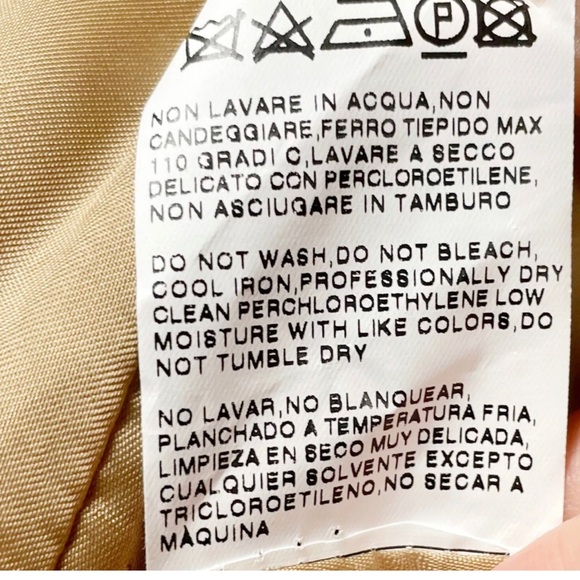 P
NON LAVARE IN ACQUA,NON
CANDEGGIARE,FERRO TIEPIDO MAX
110 GRADI C,LAVARE A SECCO
DELICATO CON PERCLOROETILENE,
NON ASCIUGARE IN TAMBURO
DO NOT WASH,DO NOT BLEACH,
COOL IRON,PROFESSIONALLY DRY
CLEAN PERCHLOROETHYLENE LOW
MOISTURE WITH LIKE COLORS,DO
NOT TUMBLE DRY
NO LAVAR,NO BLANQUEAR,
PLANCHADO A TEMPERATURA FRIA,
LIMPIEZA EN SECO MUY DELICADA,
CUALQUIER SOLVENTE EXCEPTO
TRICLOROETILENO,NO SECAR A
MÀQUINA